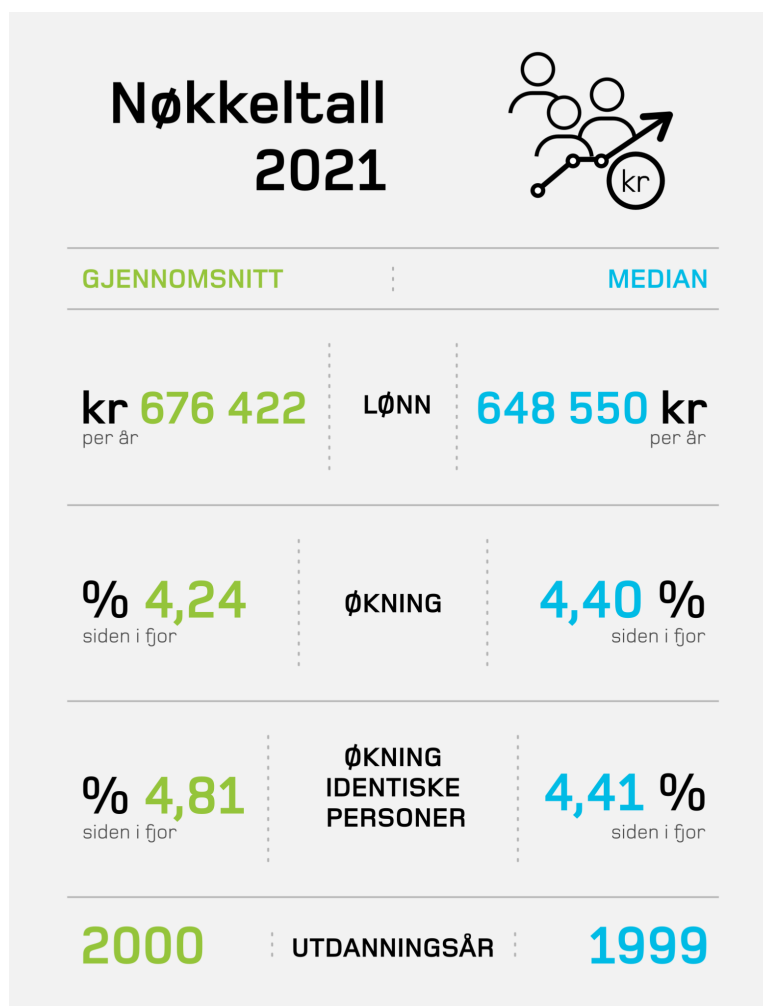 Nøkkeltall
2021
kr
GJENNOMSNITT
MEDIAN
kr 676 422
per år
LØNN
648 550 kr
per år
% 4,24
siden i fjor
ØKNING
4,40 %
siden i fjor
% 4,81
siden i fjor
ØKNING
IDENTISKE
PERSONER
4,41 %
siden i fjor
2000
UTDANNINGSÅR
1999